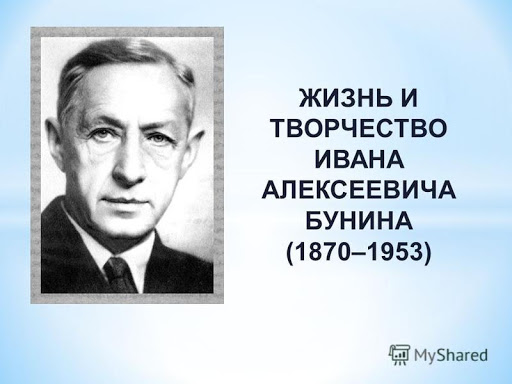 ЖИЗНЬ И
ТВОРЧЕСТВО
ИВАНА
АЛЕКСЕЕВИЧА
БУНИНА
(1870–1953)
MyShared